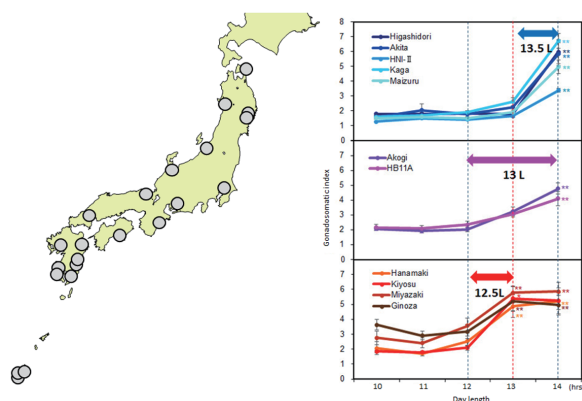 8
7
6
5
4
3
2
1
Higashidori
Akita
HNI-II
Kaga
Maizuru
13.5 L
**
**
**
**
**
Gonadosomatic index
6
5
4
3
2
1
0
Akogi
HB11A
13 L
**
**
7
6
5
4
3
2
1
0
Hanamaki
Kiyosu
Miyazaki
Ginoza
12.5L
**
*
**
**
**
**
**
10 11 12 13 14 (hrs)
Day length